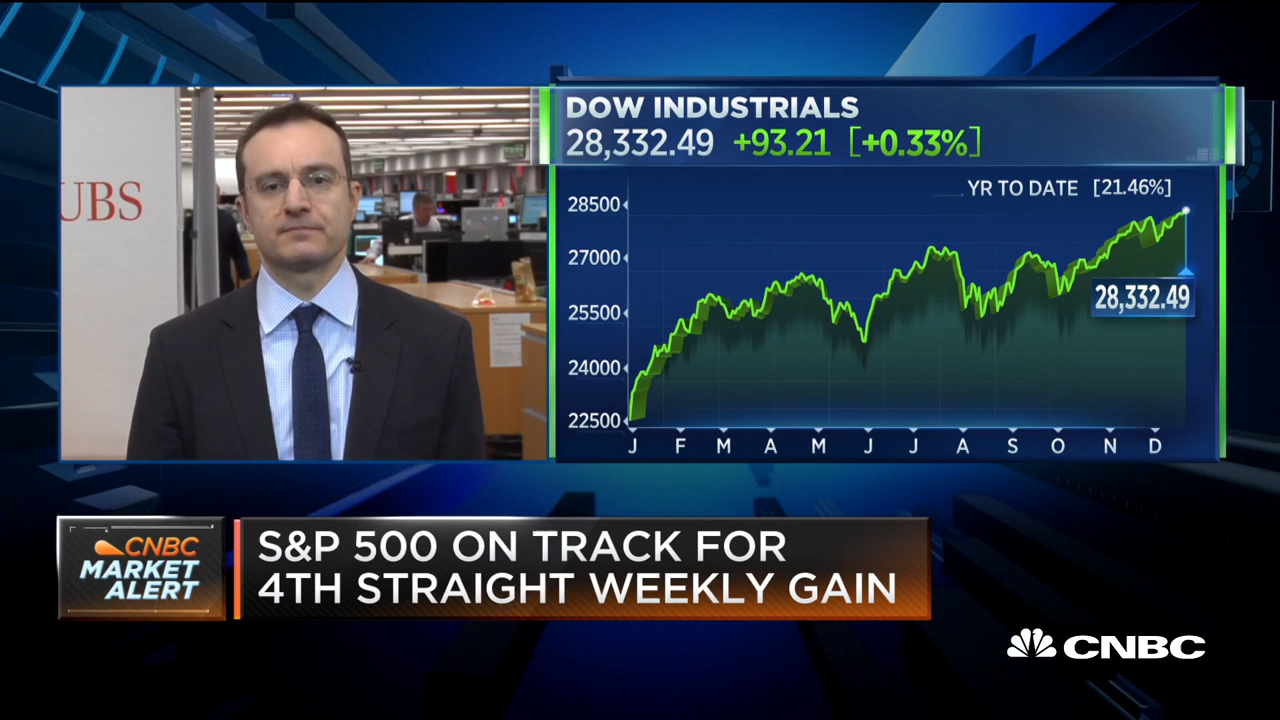 UBS
DOW INDUSTRIALS
28,332.49 +93.21 [+0.33%]
YR TO DATE [21.46%]
28500
27000
25500
24000
22500
28,332.49
J F M A M J J A S O N D
CNBC
MARKET
ALERT
S&P 500 ON TRACK FOR
4TH STRAIGHT WEEKLY GAIN
CNBC